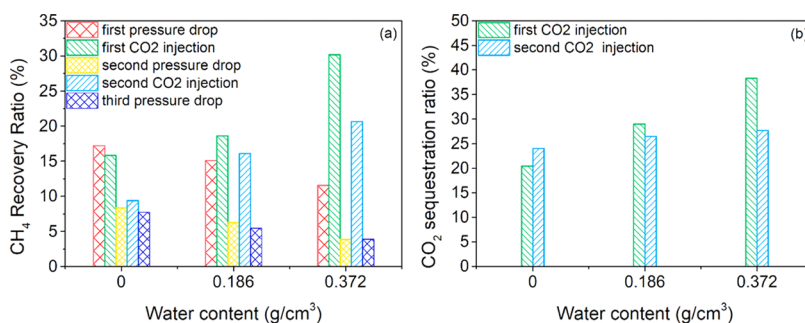 (a)
first pressure drop
first CO2 injection
second pressure drop
second CO2 injection
third pressure drop
CH4 Recovery Ratio (%)
35
30
25
20
15
10
5
0
0 0.186 0.372
Water content (g/cm³)
(b)
first CO2 injection
second CO2 injection
CO₂ sequestration ratio (%)
50
45
40
35
30
25
20
15
10
5
0
0 0.186 0.372
Water content (g/cm³)